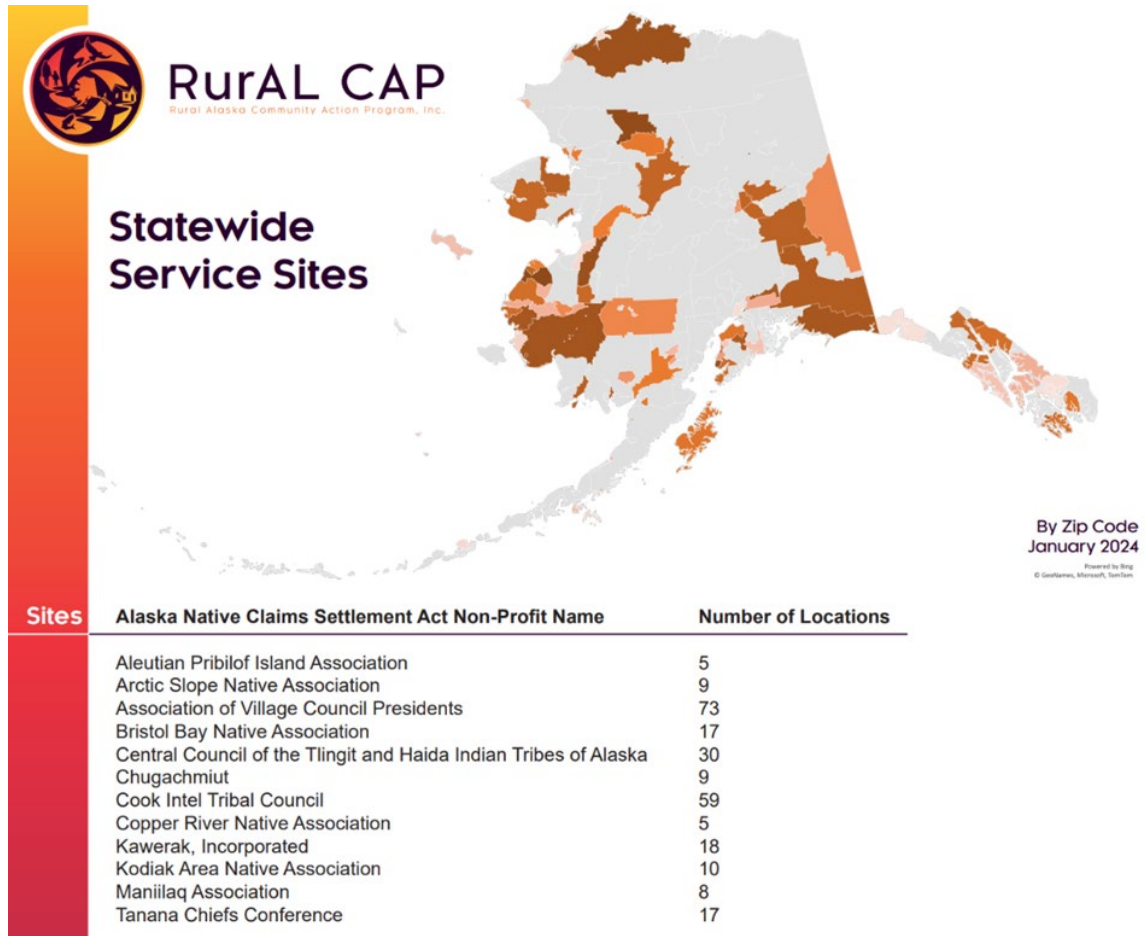 RurAL CAP
Rural Alaska Community Action Program, Inc.
Statewide
Service Sites
By Zip Code
January 2024
Powered by Bing
© GeoNames, Microsoft, TomTom
Sites Alaska Native Claims Settlement Act Non-Profit Name Number of Locations
Aleutian Pribilof Island Association 5
Arctic Slope Native Association 9
Association of Village Council Presidents 73
Bristol Bay Native Association 17
Central Council of the Tlingit and Haida Indian Tribes of Alaska 30
Chugachmiut 9
Cook Intel Tribal Council 59
Copper River Native Association 5
Kawerak, Incorporated 18
Kodiak Area Native Association 10
Maniilaq Association 8
Tanana Chiefs Conference 17